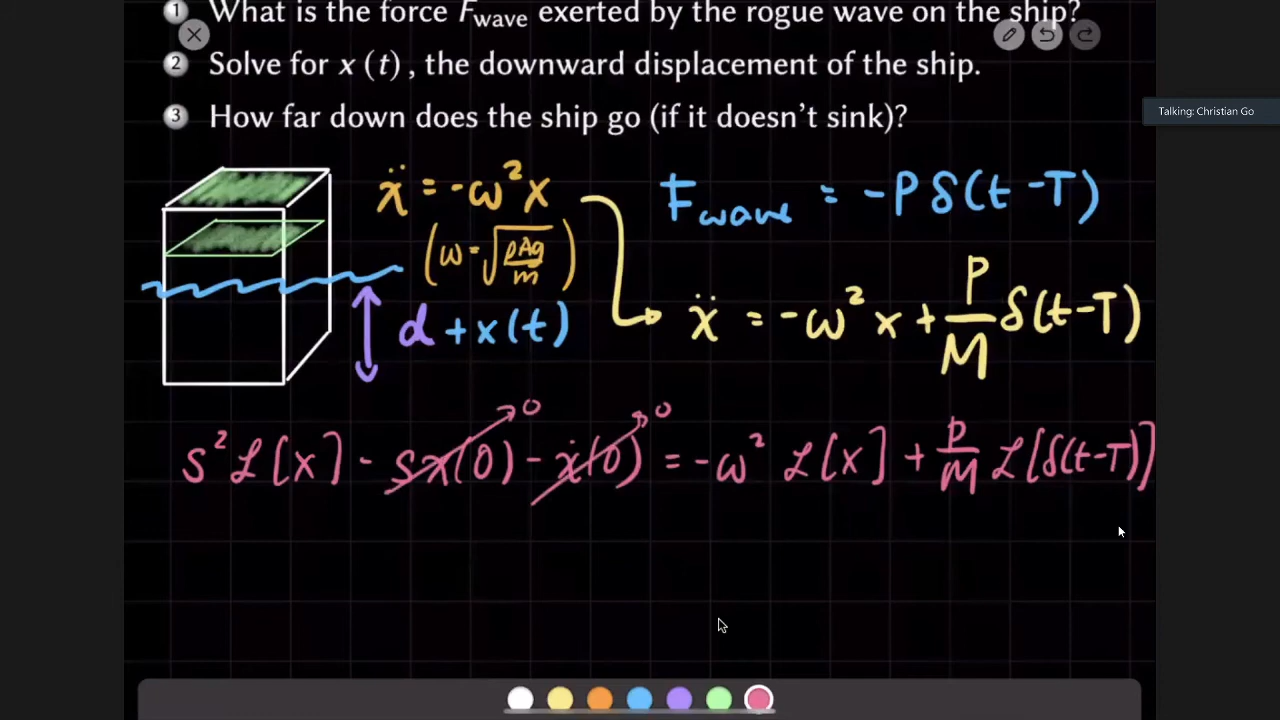 1 What is the force F_wave exerted by the rogue wave on the ship?
2 Solve for x (t) , the downward displacement of the ship.
Talking: Christian Go
3 How far down does the ship go (if it doesn't sink)?
ẍ = -ω²x
F_wave = -P δ(t-T)
(ω = √(ρAg/m))
ẍ = -ω² x + P/M δ(t-T)
d + x(t)
s² ℒ[x] - sx(0) → 0 - ẋ(0) → 0 = -ω² ℒ[x] + P/M ℒ[δ(t-T)]